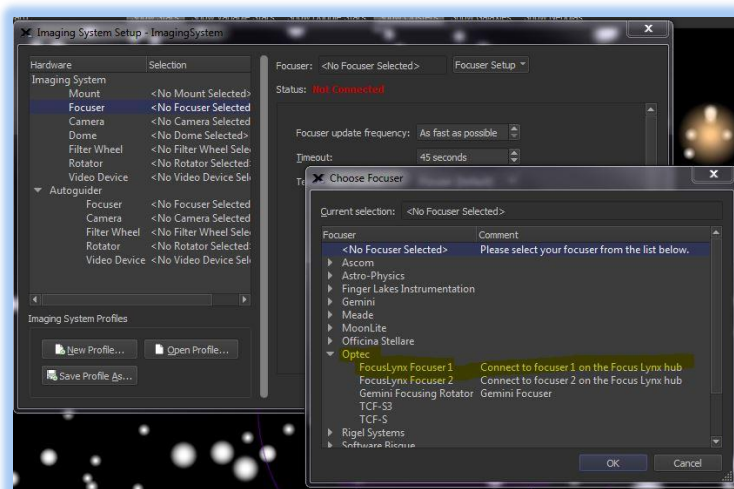 Imaging System Setup - ImagingSystem
x
Hardware Selection
Imaging System
Mount <No Mount Selected>
Focuser <No Focuser Selected
Camera <No Camera Selected
Dome <No Dome Selected>
Filter Wheel <No Filter Wheel Sele
Rotator <No Rotator Selected:
Video Device <No Video Device Sel
Autoguider
Focuser <No Focuser Selected
Camera <No Camera Selected
Filter Wheel <No Filter Wheel Sele
Rotator <No Rotator Selected:
Video Device <No Video Device Sel
Imaging System Profiles
New Profile... Open Profile...
Save Profile As...
Focuser: <No Focuser Selected> Focuser Setup
Status: Not Connected
Focuser update frequency: As fast as possible
Timeout: 45 seconds
Choose Focuser
x
Current selection: <No Focuser Selected>
Focuser Comment
<No Focuser Selected> Please select your focuser from the list below.
Ascom
Astro-Physics
Finger Lakes Instrumentation
Gemini
Meade
MoonLite
Officina Stellare
Optec
FocusLynx Focuser 1 Connect to focuser 1 on the Focus Lynx hub
FocusLynx Focuser 2 Connect to focuser 2 on the Focus Lynx hub
Gemini Focusing Rotator Gemini Focuser
TCF-S3
TCF-S
Rigel Systems
Software Bisque
OK Cancel